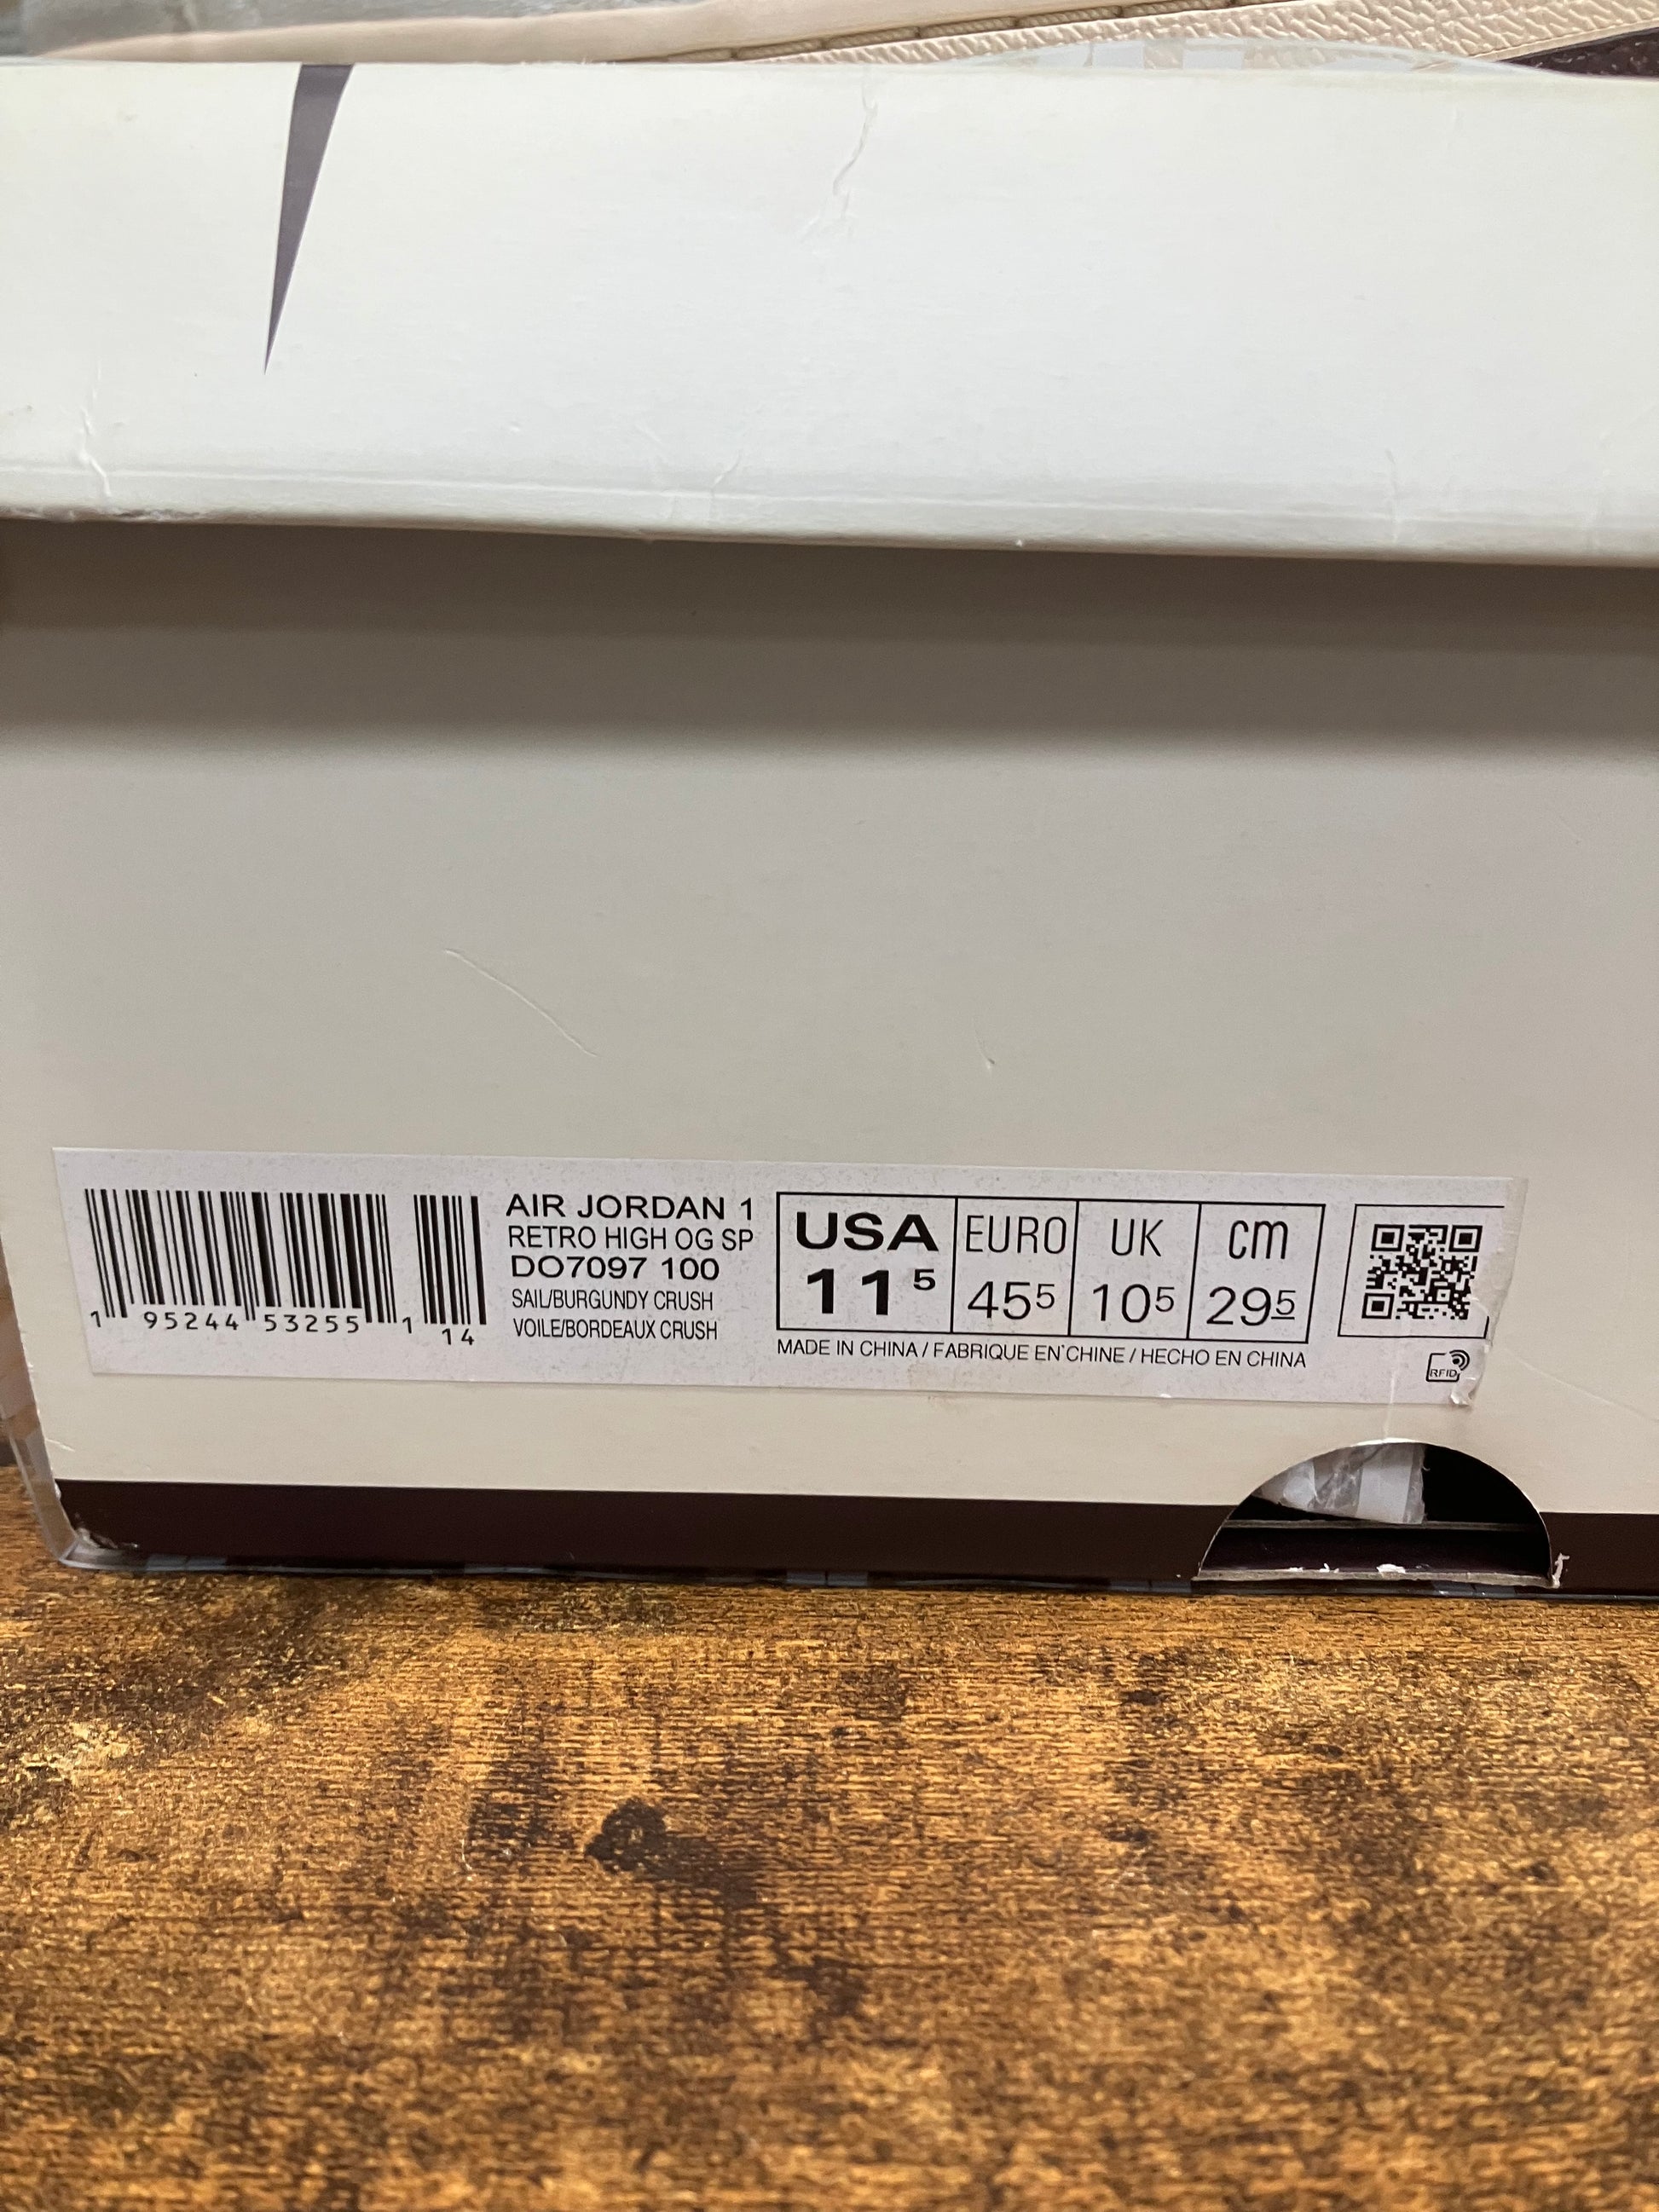 AIR JORDAN 1
RETRO HIGH OG SP
DO7097 100
SAIL/BURGUNDY CRUSH
VOILE/BORDEAUX CRUSH
1 95244 53255 1 14
USA EURO UK cm
11 5 45 5 10 5 29 5
MADE IN CHINA / FABRIQUE EN CHINE / HECHO EN CHINA
RFID